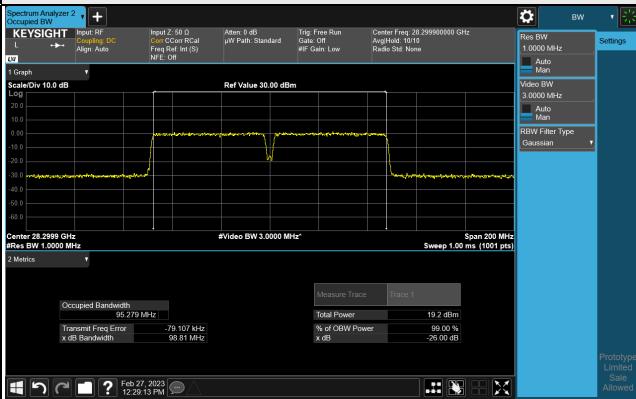 Spectrum Analyzer 2
Occupied BW
+
KEYSIGHT
L
LXI
Input: RF
Coupling: DC
Align: Auto
Input Z: 50 Ω
Corr CCorr RCal
Freq Ref: Int (S)
NFE: Off
Atten: 0 dB
µW Path: Standard
Trig: Free Run
Gate: Off
#IF Gain: Low
Center Freq: 28.299900000 GHz
Avg|Hold: 10/10
Radio Std: None
BW
Settings
Res BW
1.0000 MHz
Auto
Man
Video BW
3.0000 MHz
Auto
Man
RBW Filter Type
Gaussian
1 Graph
Scale/Div 10.0 dB
Ref Value 30.00 dBm
Log
20.0
10.0
0.00
-10.0
-20.0
-30.0
-40.0
-50.0
-60.0
Center 28.2999 GHz
#Video BW 3.0000 MHz*
Span 200 MHz
#Res BW 1.0000 MHz
Sweep 1.00 ms (1001 pts)
2 Metrics
Measure Trace
Trace 1
Occupied Bandwidth
95.279 MHz
Total Power
19.2 dBm
Transmit Freq Error
-79.107 kHz
% of OBW Power
99.00 %
x dB Bandwidth
98.81 MHz
x dB
-26.00 dB
Prototype
Limited
Sale
Allowed
?
Feb 27, 2023
12:29:13 PM